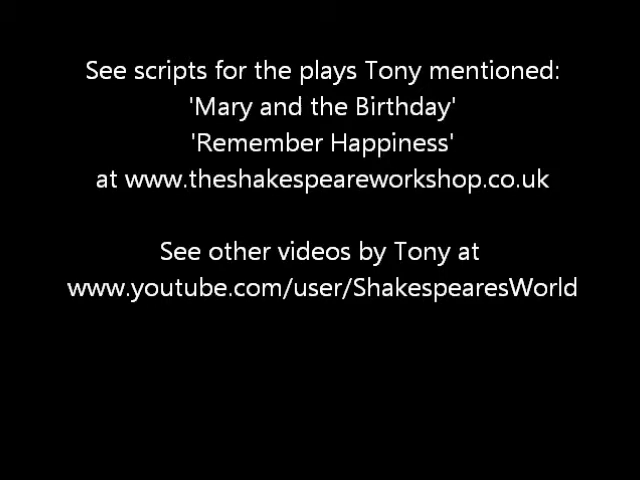 See scripts for the plays Tony mentioned:
'Mary and the Birthday'
'Remember Happiness'
at www.theshakespeareworkshop.co.uk
See other videos by Tony at
www.youtube.com/user/ShakespearesWorld